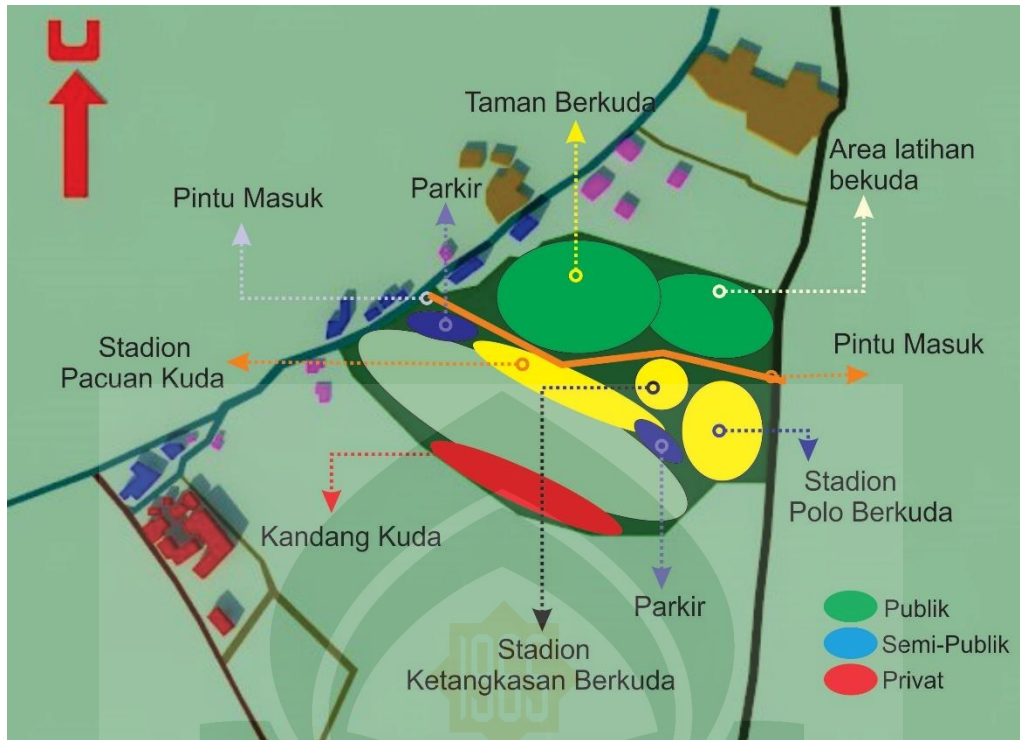 Taman Berkuda
Area latihan
bekuda
Parkir
Pintu Masuk
Stadion
Pacuan Kuda
Pintu Masuk
Kandang Kuda
Stadion
Polo Berkuda
Parkir
Stadion
Ketangkasan Berkuda
Publik
Semi-Publik
Privat